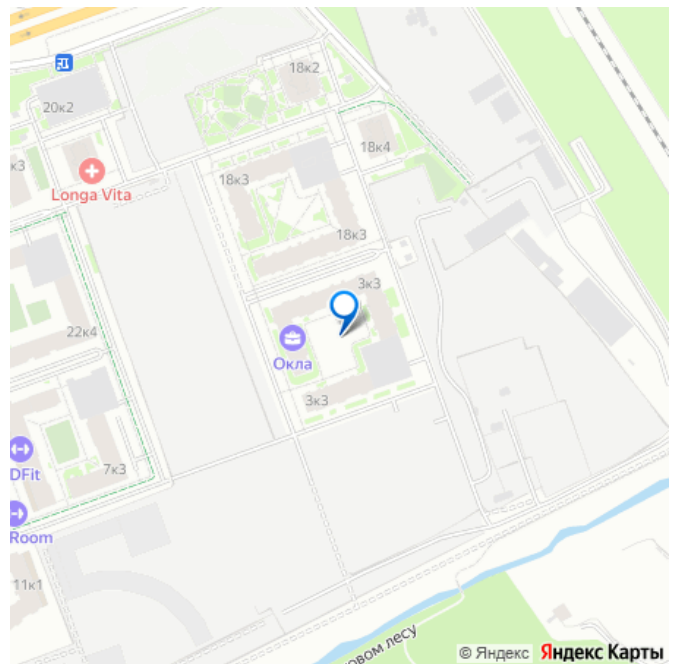 18к2
20к2
18к4
к3
18к3
Longa Vita
18к3
3к3
22к4
Окла
3к3
7к3
DFit
Room
11к1
овом лесу
© Яндекс Яндекс Карты